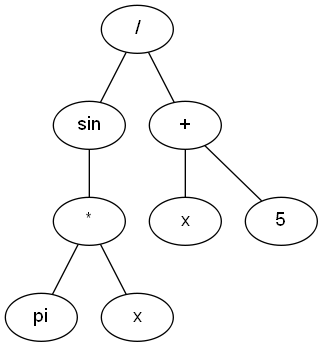 /
sin +
* x 5
pi x